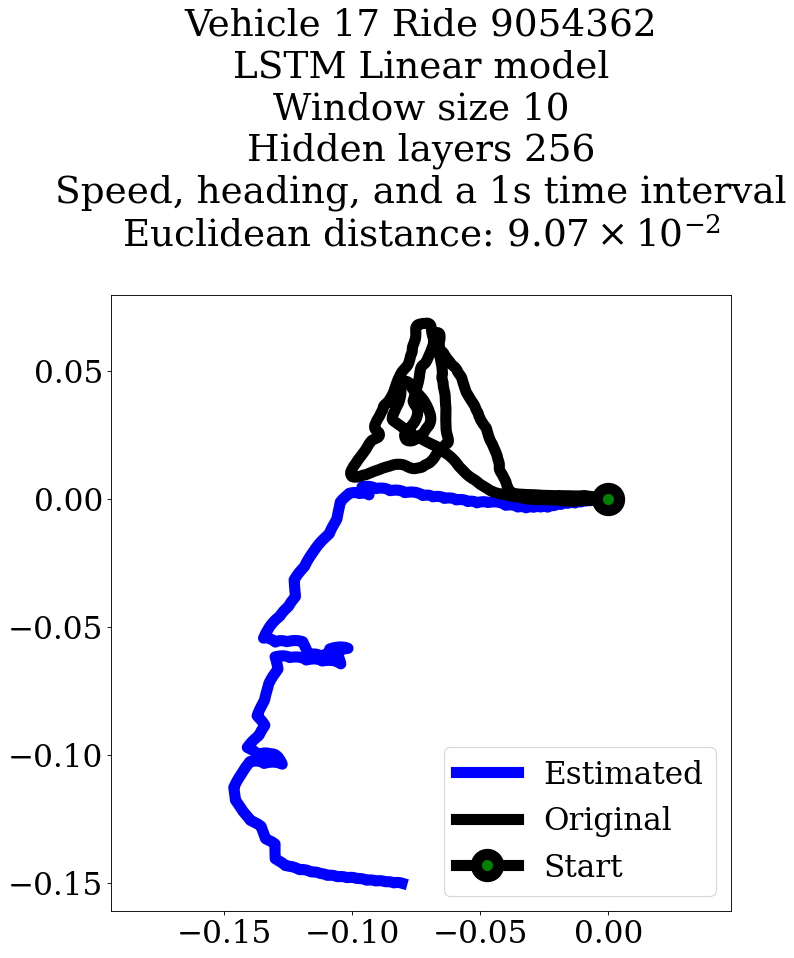 Vehicle 17 Ride 9054362
LSTM Linear model
Window size 10
Hidden layers 256
Speed, heading, and a 1s time interval
Euclidean distance: 9.07 × 10⁻²
0.05
0.00
−0.05
−0.10
−0.15
Estimated
Original
Start
−0.15 −0.10 −0.05 0.00